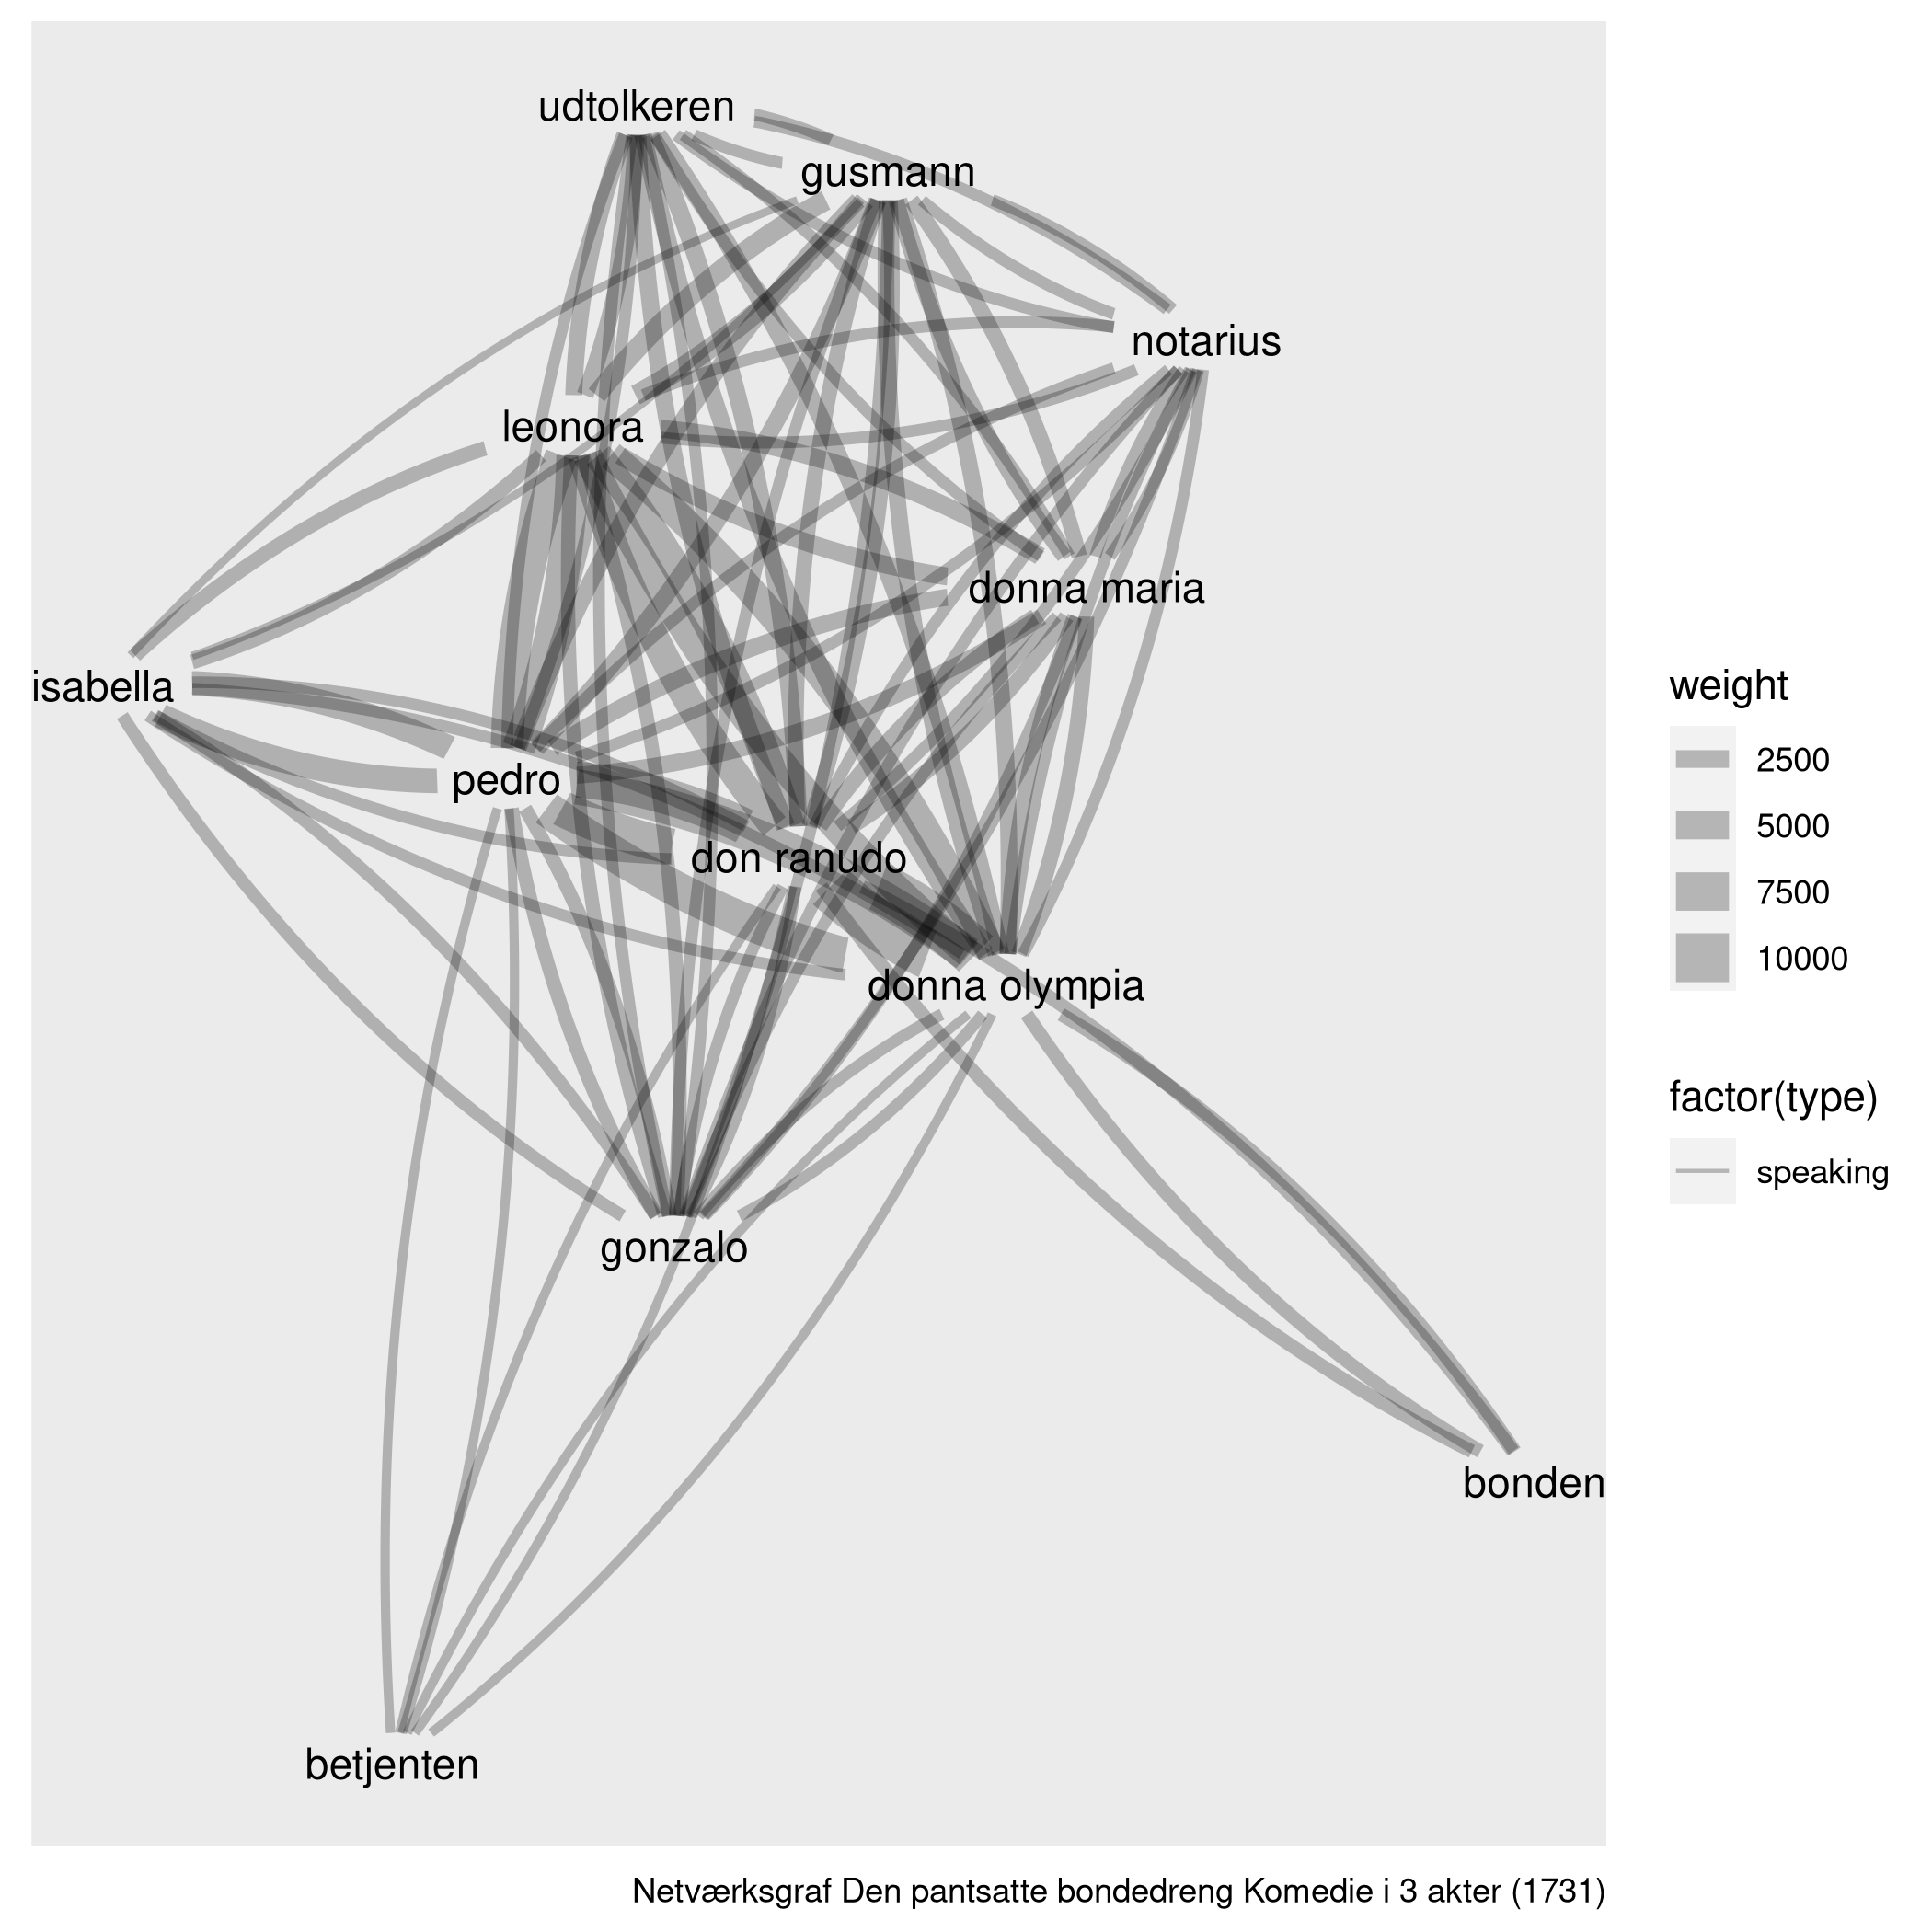 udtolkeren
gusmann
notarius
leonora
donna maria
isabella
pedro
don ranudo
donna olympia
gonzalo
bonden
betjenten
weight
2500
5000
7500
10000
factor(type)
speaking
Netværksgraf Den pantsatte bondedreng Komedie i 3 akter (1731)